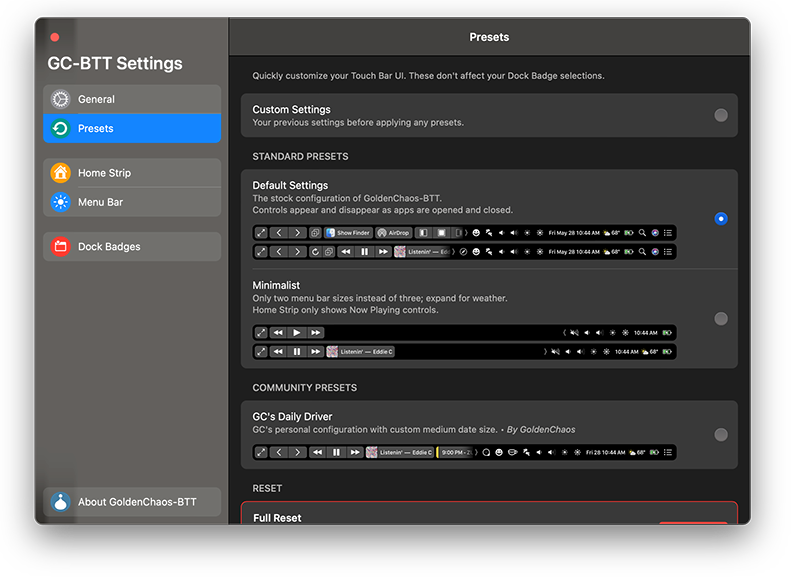 GC-BTT Settings
General
Presets
Home Strip
Menu Bar
Dock Badges
About GoldenChaos-BTT
Presets
Quickly customize your Touch Bar UI. These don't affect your Dock Badge selections.
Custom Settings
Your previous settings before applying any presets.
STANDARD PRESETS
Default Settings
The stock configuration of GoldenChaos-BTT.
Controls appear and disappear as apps are opened and closed.
Show Finder AirDrop Fri May 28 10:44 AM 68°
Listenin' — Edd Fri May 28 10:44 AM 68°
Minimalist
Only two menu bar sizes instead of three; expand for weather.
Home Strip only shows Now Playing controls.
10:44 AM
Listenin' — Eddie C 10:44 AM 68°
COMMUNITY PRESETS
GC's Daily Driver
GC's personal configuration with custom medium date size. • By GoldenChaos
Listenin' — Eddie C 9:00 PM - Fri 28 10:44 AM 68°
RESET
Full Reset